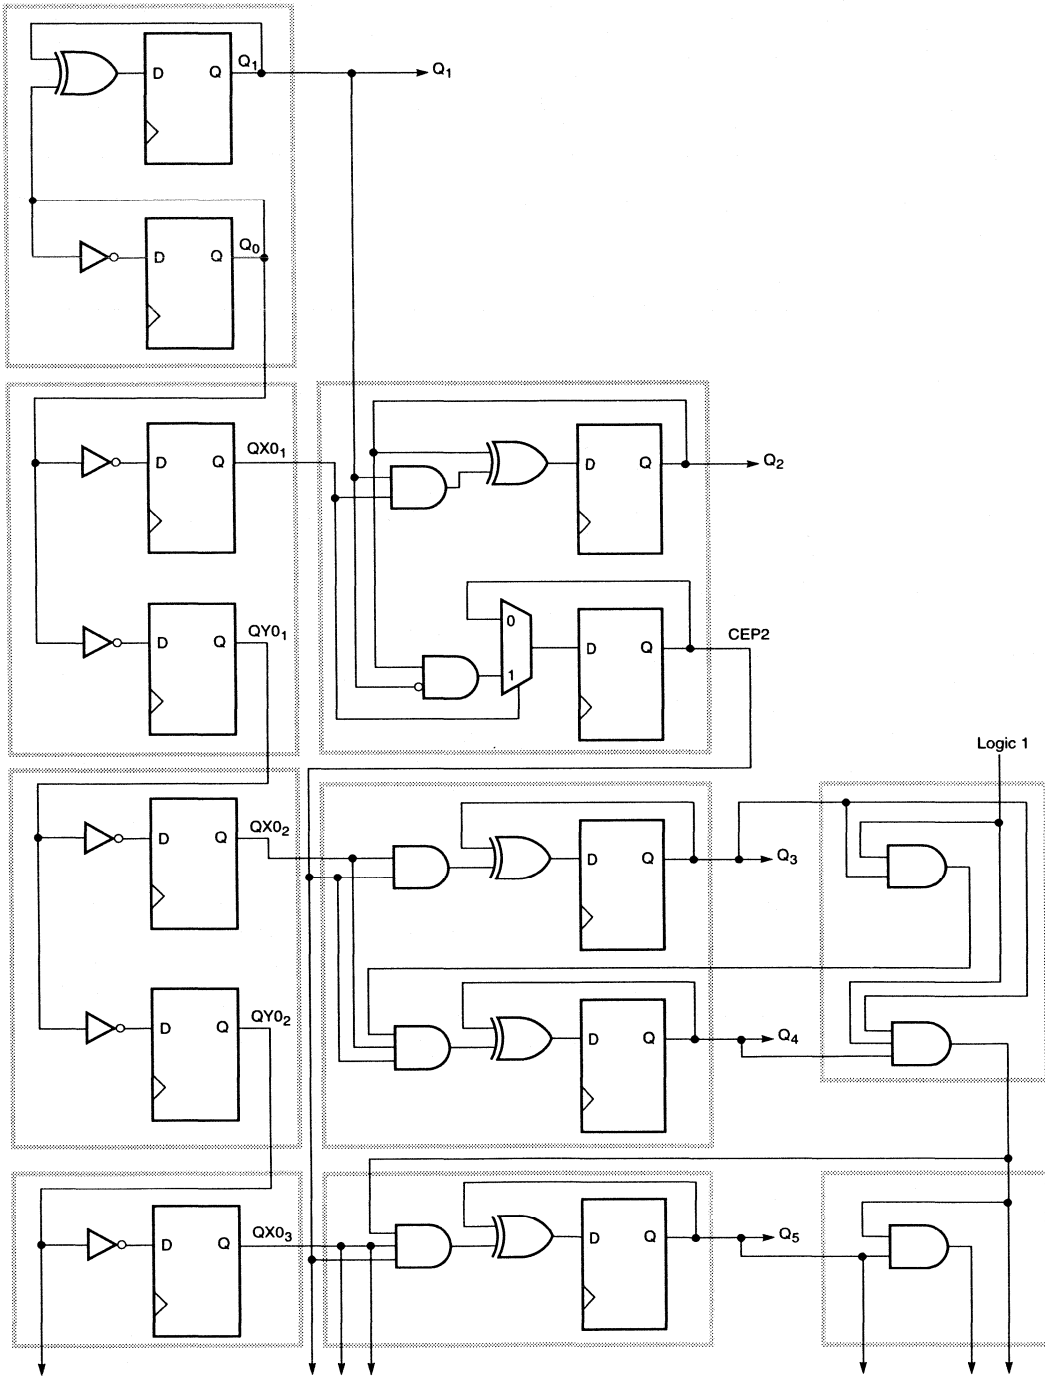 D Q Q1 Q1
D Q Q0
D Q QX01
D Q Q2
D Q QY01
0
1 D Q CEP2
Logic 1
D Q QX02
D Q Q3
D Q QY02
D Q Q4
D Q QX03
D Q Q5